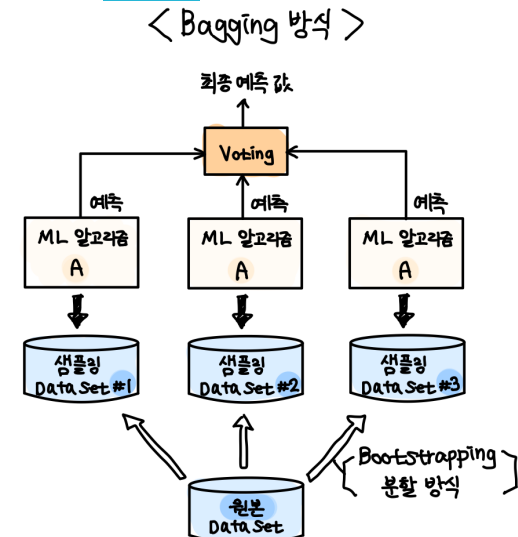 < Bagging 방식 >
최종 예측 값
Voting
예측
예측
예측
ML 알고리즘
A
ML 알고리즘
A
ML 알고리즘
A
샘플링
Data Set #1
샘플링
Data Set #2
샘플링
Data Set #3
Bootstrapping
분할 방식
원본
Data Set